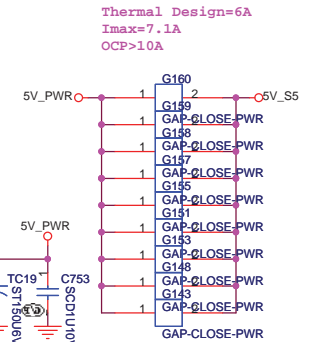 Thermal Design=6A
Imax=7.1A
OCP>10A
G160
5V_PWR 1 2 5V_S5
G159
1 GAP-CLOSE-PWR
G158
1 GAP-CLOSE-PWR
G157
1 GAP-CLOSE-PWR
G155
1 GAP-CLOSE-PWR
G151
5V_PWR 1 GAP-CLOSE-PWR
G153
1 GAP-CLOSE-PWR
G148
TC19 1 C753 1 GAP-CLOSE-PWR
G143
1 GAP-CLOSE-PWR
GAP-CLOSE-PWR